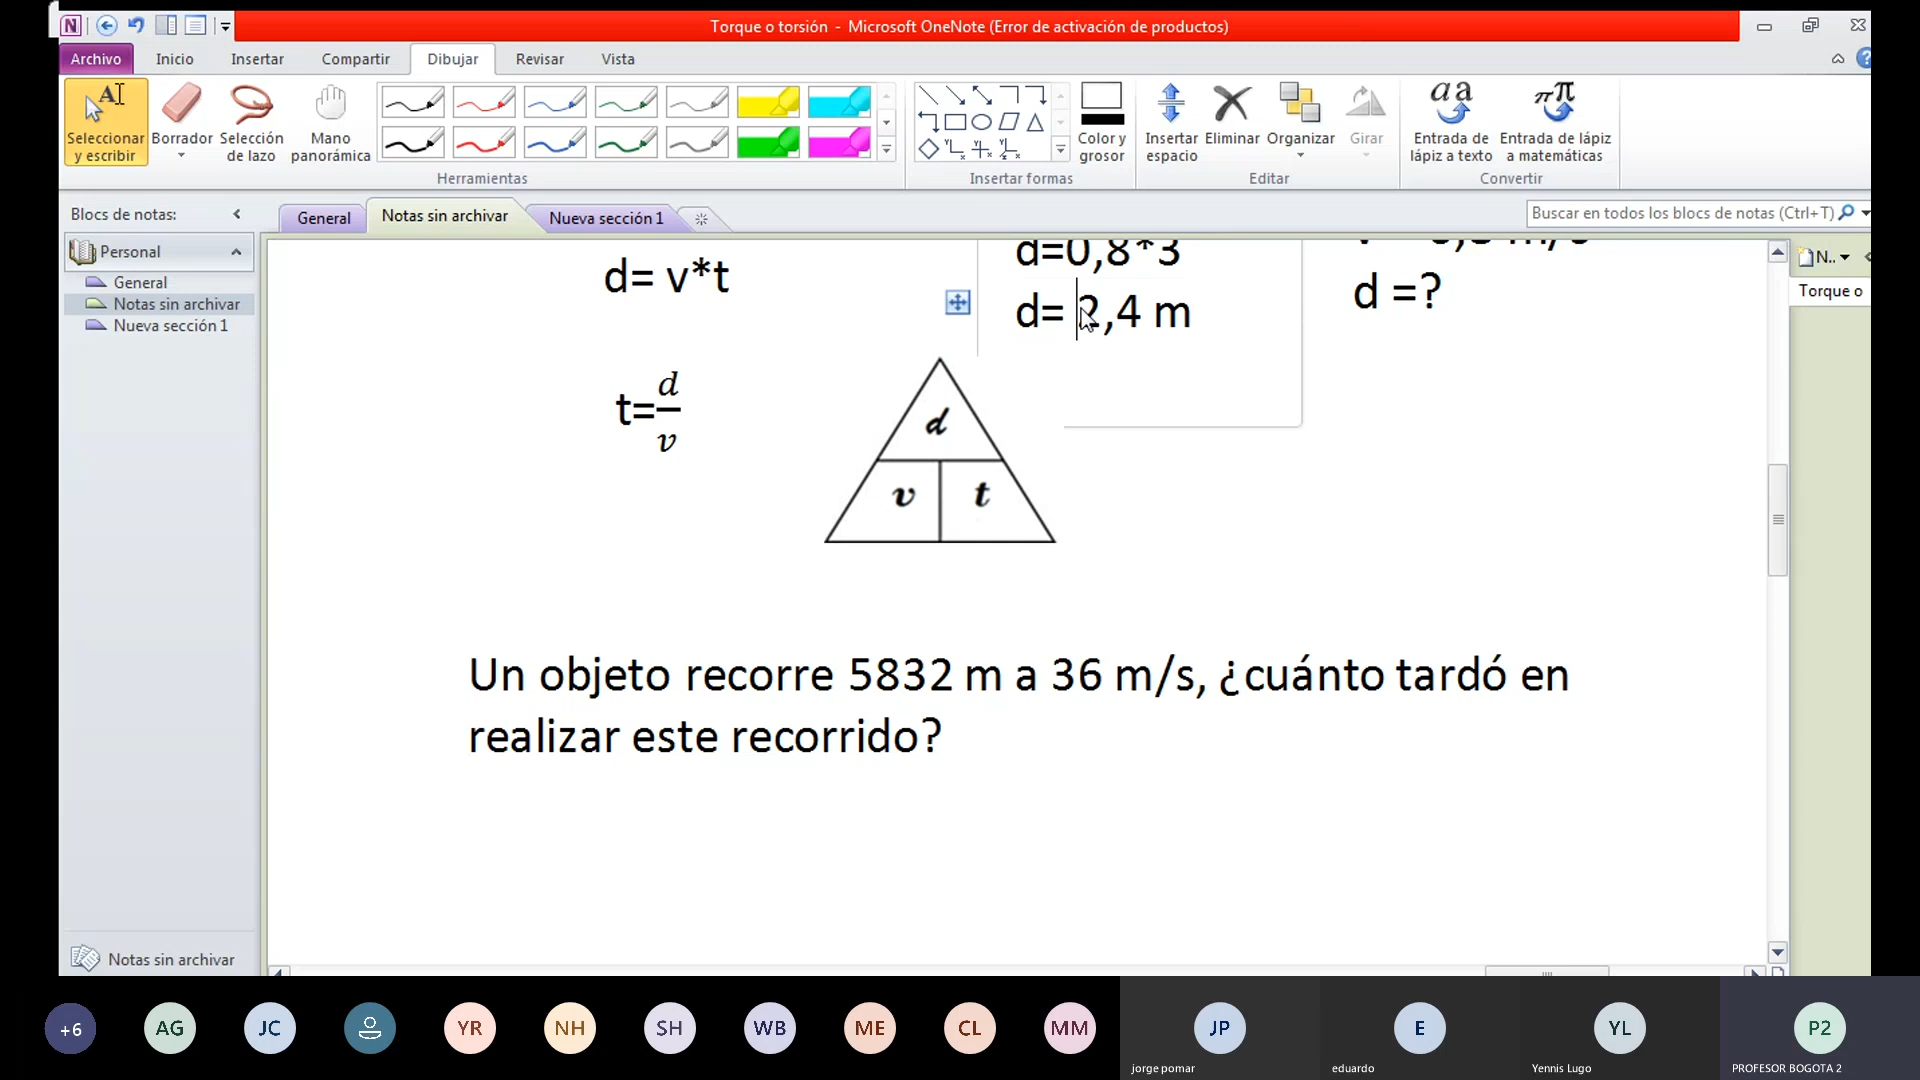 Torque o torsión - Microsoft OneNote (Error de activación de productos)
Archivo Inicio Insertar Compartir Dibujar Revisar Vista
Seleccionar y escribir
Borrador
Selección de lazo
Mano panorámica
Color y grosor
Insertar espacio
Eliminar
Organizar
Girar
Entrada de lápiz a texto
Entrada de lápiz a matemáticas
Herramientas
Insertar formas
Editar
Convertir
Blocs de notas:
General
Notas sin archivar
Nueva sección 1
Buscar en todos los blocs de notas (Ctrl+T)
Personal
General
Notas sin archivar
Nueva sección 1
N..
Torque o
d=0,8*3
d= v*t
d= 2,4 m
d =?
t=d/v
d
v t
Un objeto recorre 5832 m a 36 m/s, ¿cuánto tardó en
realizar este recorrido?
Notas sin archivar
+6 AG JC YR NH SH WB ME CL MM JP E YL P2
jorge pomar eduardo Yennis Lugo PROFESOR BOGOTA 2